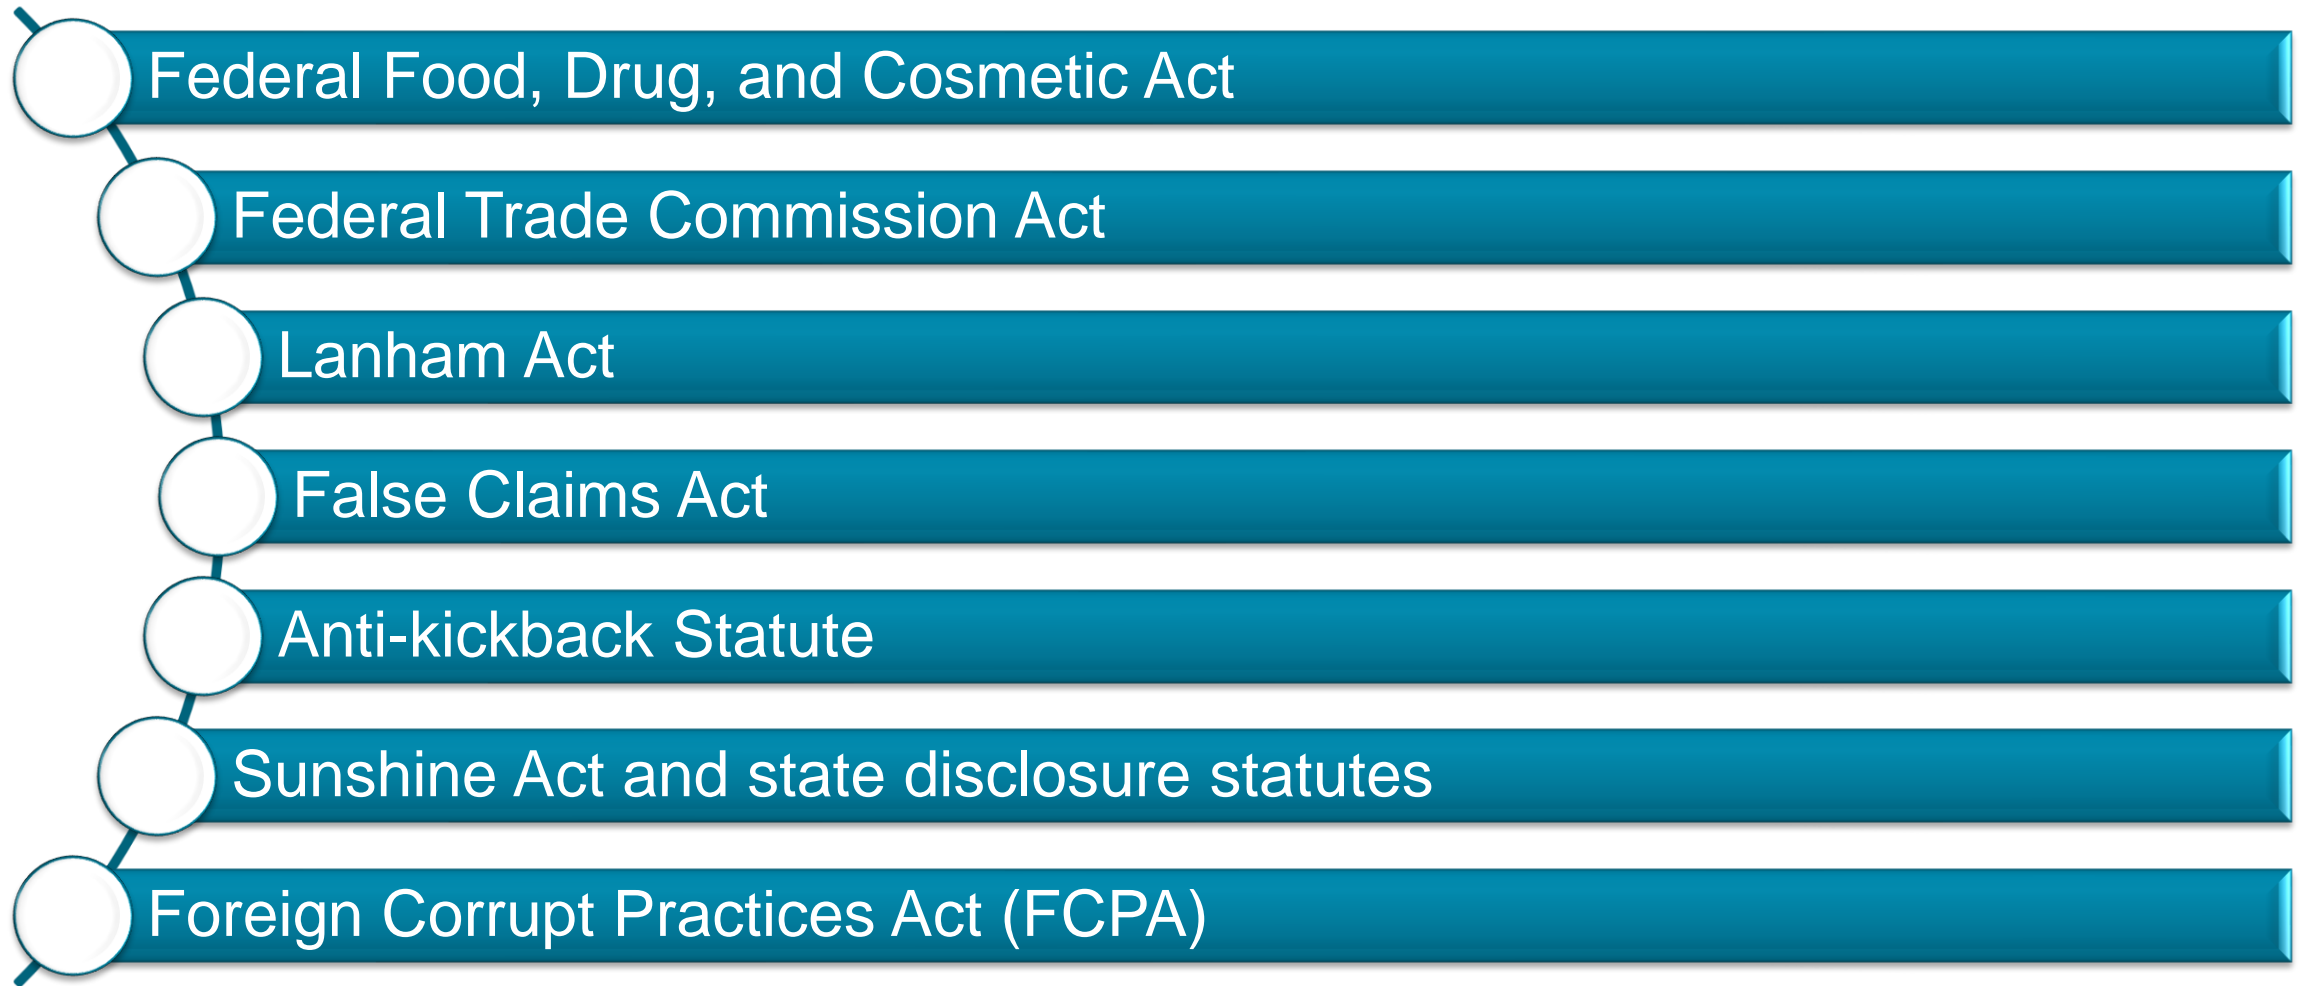 Federal Food, Drug, and Cosmetic Act
Federal Trade Commission Act
Lanham Act
False Claims Act
Anti-kickback Statute
Sunshine Act and state disclosure statutes
Foreign Corrupt Practices Act (FCPA)